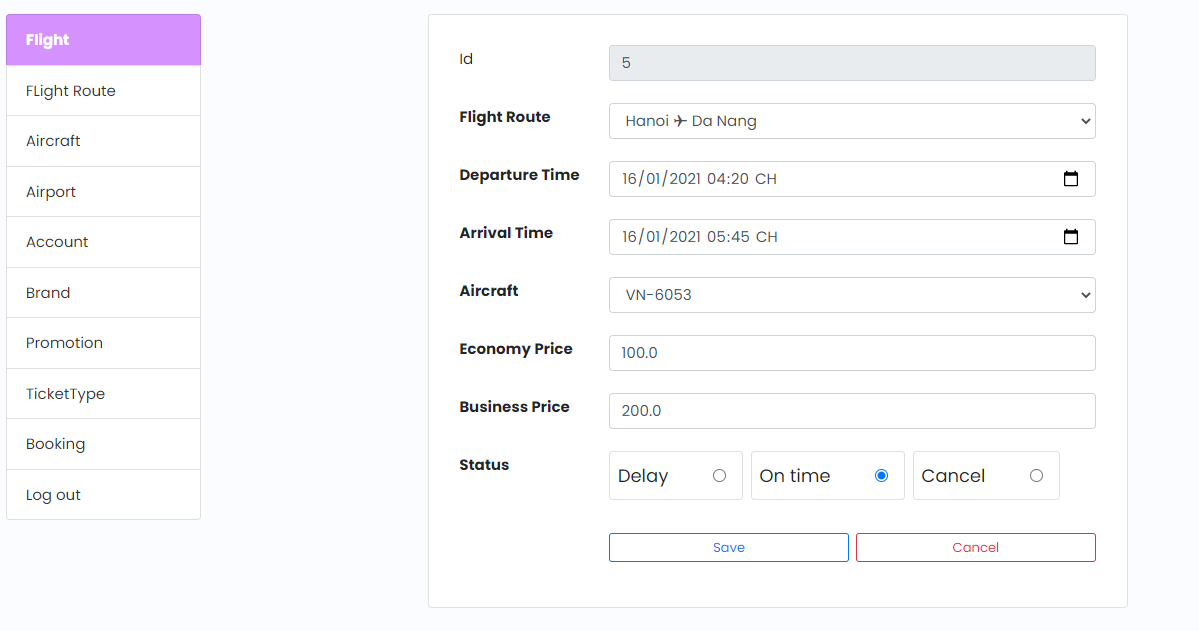 Flight
FLight Route
Aircraft
Airport
Account
Brand
Promotion
TicketType
Booking
Log out
Id
5
Flight Route
Hanoi ✈ Da Nang
Departure Time
16/01/2021 04:20 CH
Arrival Time
16/01/2021 05:45 CH
Aircraft
VN-6053
Economy Price
100.0
Business Price
200.0
Status
Delay
On time
Cancel
Save
Cancel